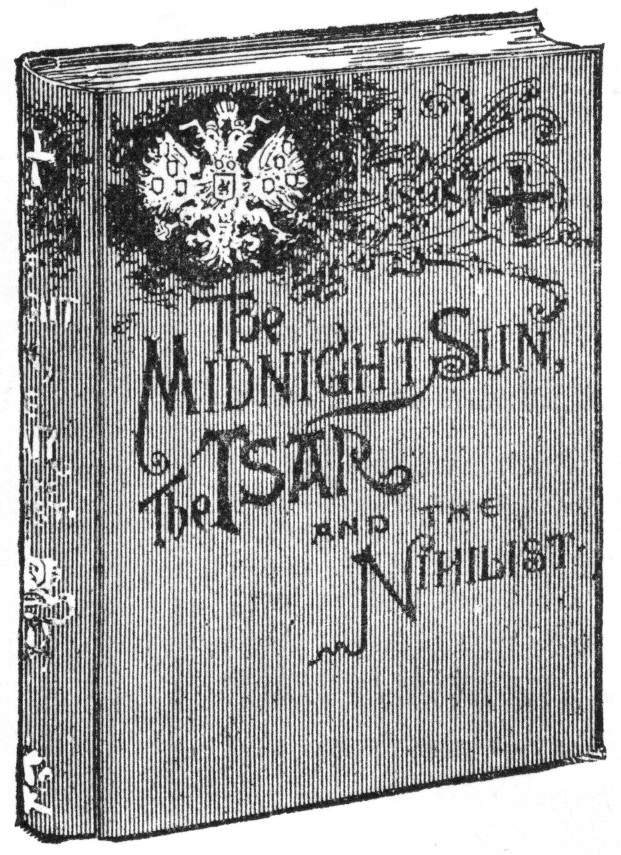 The
MIDNIGHT SUN,
The TSAR
AND THE
NIHILIST.